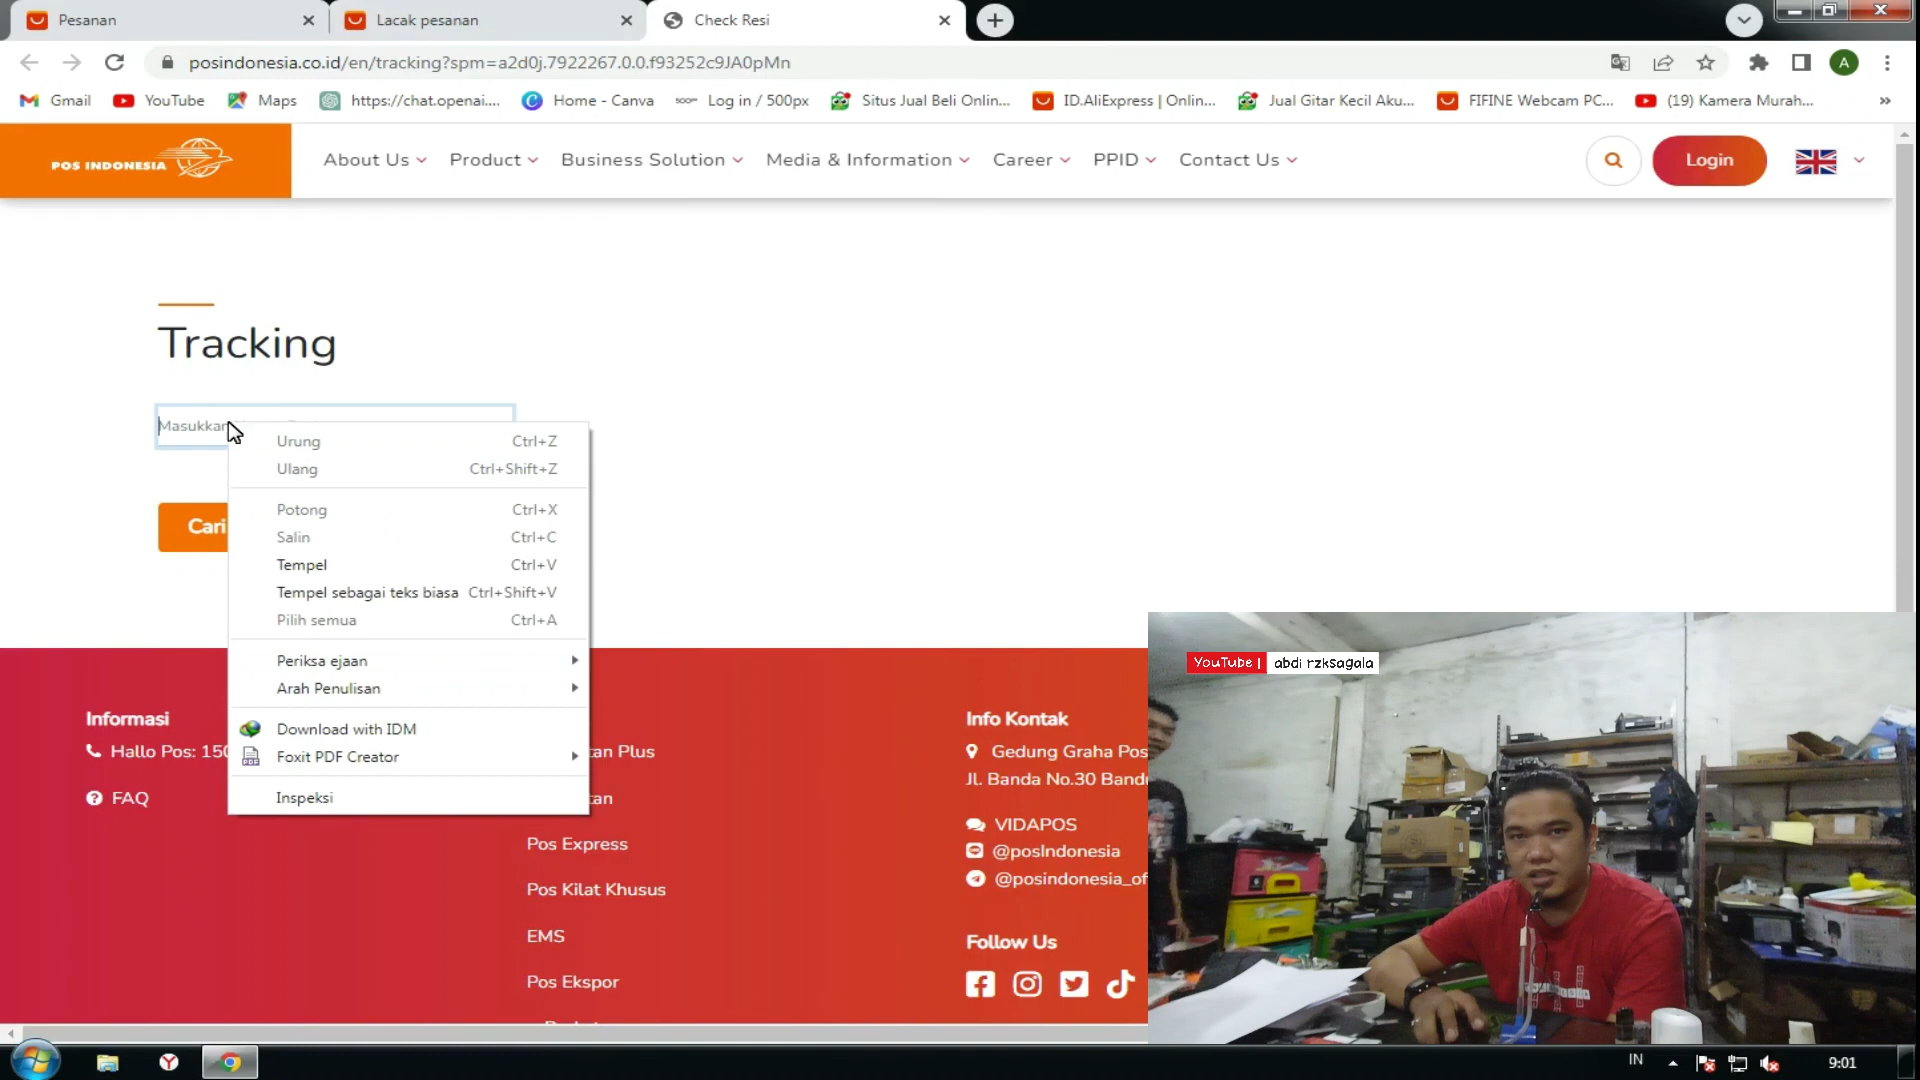 Pesanan
Lacak pesanan
Check Resi
posindonesia.co.id/en/tracking?spm=a2d0j.7922267.0.0.f93252c9JA0pMn
A
Gmail
YouTube
Maps
https://chat.openai....
Home - Canva
Log in / 500px
Situs Jual Beli Onlin...
ID.AliExpress | Onlin...
Jual Gitar Kecil Aku...
FIFINE Webcam PC...
(19) Kamera Murah...
POS INDONESIA
About Us
Product
Business Solution
Media & Information
Career
PPID
Contact Us
Login
Tracking
Masukkan
Cari
Urung Ctrl+Z
Ulang Ctrl+Shift+Z
Potong Ctrl+X
Salin Ctrl+C
Tempel Ctrl+V
Tempel sebagai teks biasa Ctrl+Shift+V
Pilih semua Ctrl+A
Periksa ejaan
Arah Penulisan
Download with IDM
Foxit PDF Creator
Inspeksi
Informasi
Hallo Pos: 150
FAQ
Plus
Pos Express
Pos Kilat Khusus
EMS
Pos Ekspor
Info Kontak
Gedung Graha Pos
Jl. Banda No.30 Band
VIDAPOS
@posIndonesia
@posindonesia_of
Follow Us
YouTube | abdi rzksagala
IN
9:01